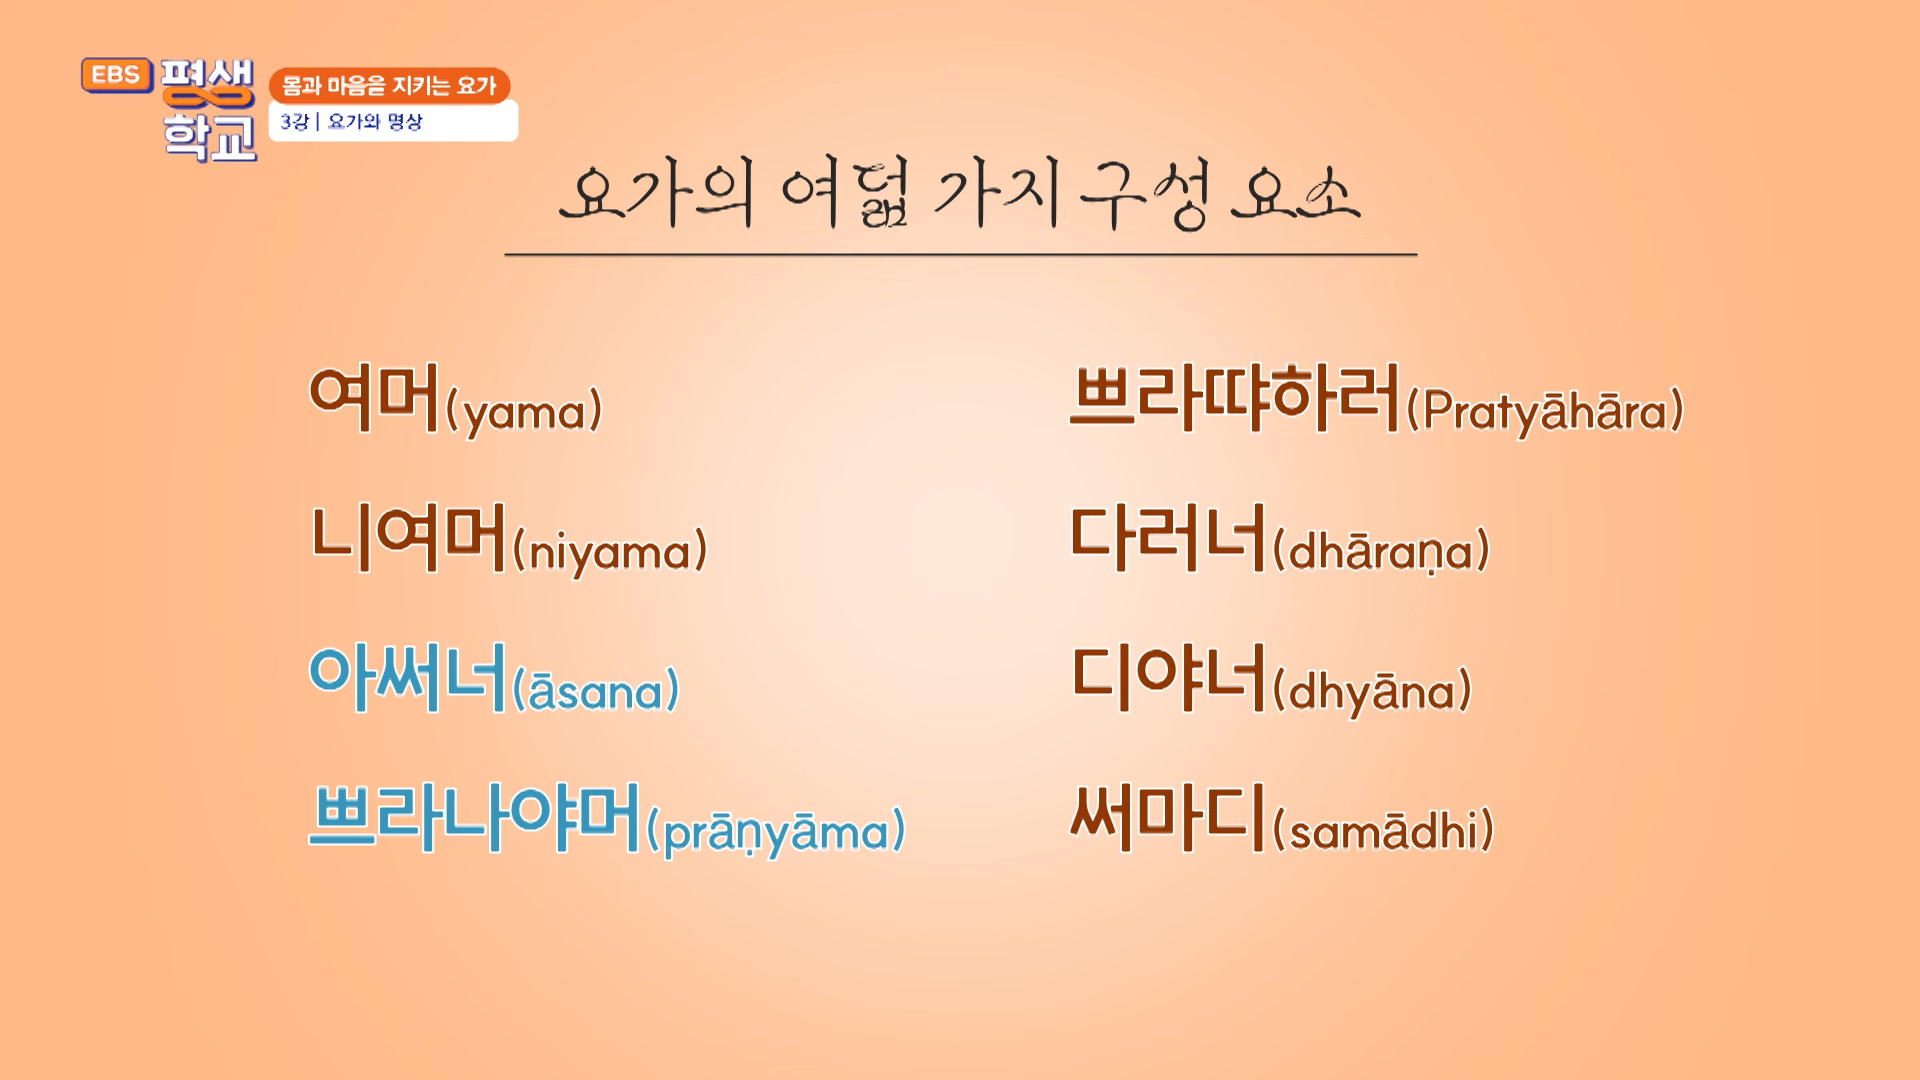 EBS 평생학교
몸과 마음을 지키는 요가
3강 | 요가와 명상
요가의 여덟 가지 구성 요소
여머(yama)
니여머(niyama)
아써너(āsana)
쁘라나야머(prāṇyāma)
쁘라땨하러(Pratyāhāra)
다러너(dhāraṇa)
디야너(dhyāna)
써마디(samādhi)